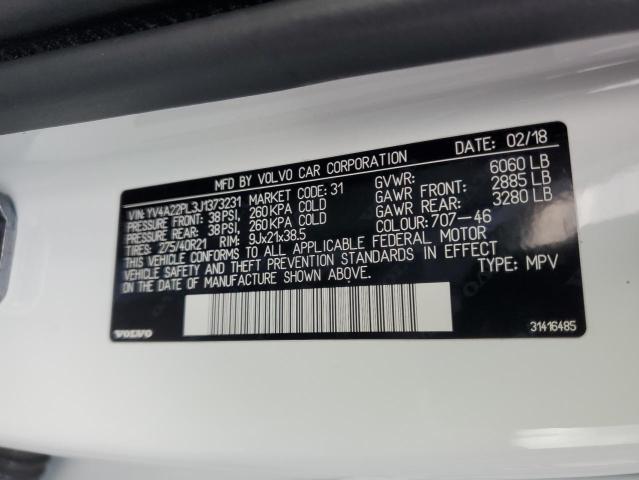 MFD BY VOLVO CAR CORPORATION DATE: 02/18
VIN: YV4A22PL3J1373231 MARKET CODE: 31
PRESSURE FRONT: 38 PSI, 260 KPA COLD
PRESSURE REAR: 38 PSI, 260 KPA COLD
TIRES: 275/40R21 RIM: 9Jx21x38.5
GVWR: 6060 LB
GAWR FRONT: 2885 LB
GAWR REAR: 3280 LB
COLOUR: 707-46
THIS VEHICLE CONFORMS TO ALL APPLICABLE FEDERAL MOTOR
VEHICLE SAFETY AND THEFT PREVENTION STANDARDS IN EFFECT
ON THE DATE OF MANUFACTURE SHOWN ABOVE.
TYPE: MPV
VOLVO
31416485